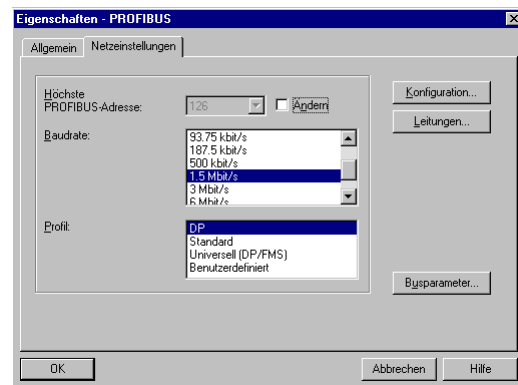 Eigenschaften - PROFIBUS
Allgemein
Netzeinstellungen
Höchste
PROFIBUS-Adresse:
126
Ändern
Konfiguration...
Leitungen...
Baudrate:
93.75 kbit/s
187.5 kbit/s
500 kbit/s
1.5 Mbit/s
3 Mbit/s
6 Mbit/s
Profil:
DP
Standard
Universell (DP/FMS)
Benutzerdefiniert
Busparameter...
OK
Abbrechen
Hilfe